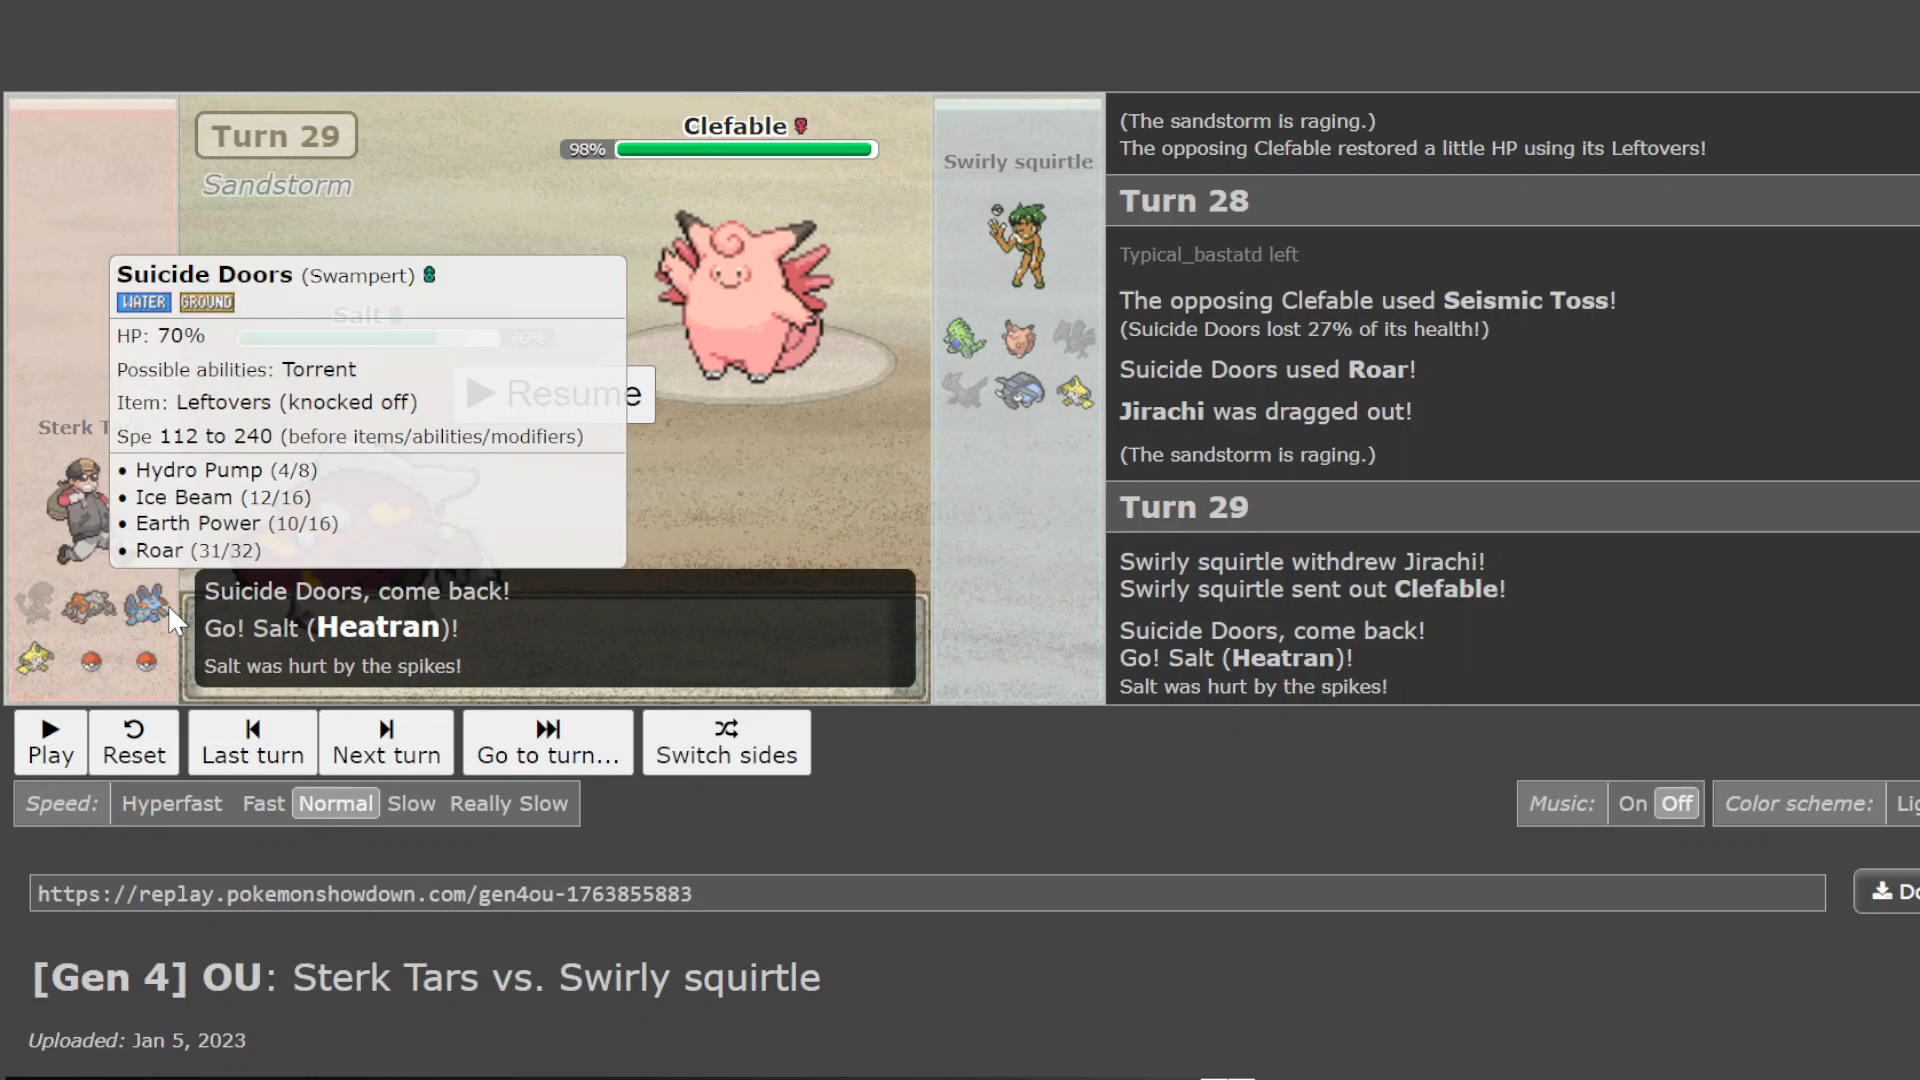 Turn 29
Sandstorm
Clefable
98%
Swirly squirtle
Suicide Doors (Swampert)
WATER GROUND
Salt
HP: 70%
76%
Possible abilities: Torrent
Resume
Item: Leftovers (knocked off)
Sterk T
Spe 112 to 240 (before items/abilities/modifiers)
• Hydro Pump (4/8)
• Ice Beam (12/16)
• Earth Power (10/16)
• Roar (31/32)
Suicide Doors, come back!
Go! Salt (Heatran)!
Salt was hurt by the spikes!
(The sandstorm is raging.)
The opposing Clefable restored a little HP using its Leftovers!
Turn 28
Typical_bastatd left
The opposing Clefable used Seismic Toss!
(Suicide Doors lost 27% of its health!)
Suicide Doors used Roar!
Jirachi was dragged out!
(The sandstorm is raging.)
Turn 29
Swirly squirtle withdrew Jirachi!
Swirly squirtle sent out Clefable!
Suicide Doors, come back!
Go! Salt (Heatran)!
Salt was hurt by the spikes!
Play Reset Last turn Next turn Go to turn... Switch sides
Speed: Hyperfast Fast Normal Slow Really Slow
Music: On Off Color scheme: Lig
https://replay.pokemonshowdown.com/gen4ou-1763855883
Do
[Gen 4] OU: Sterk Tars vs. Swirly squirtle
Uploaded: Jan 5, 2023